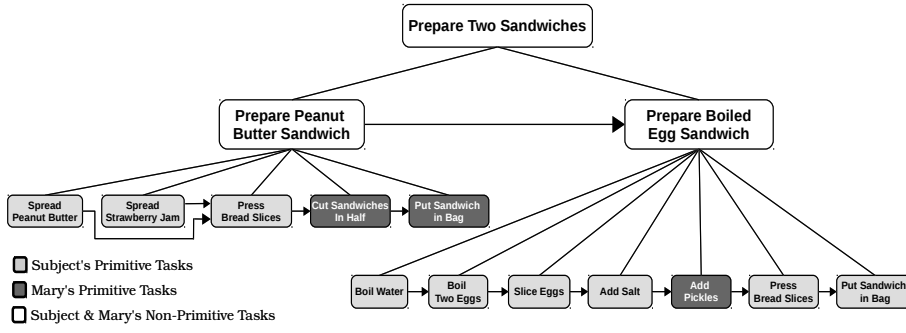 Prepare Two Sandwiches
Prepare Peanut
Butter Sandwich
Prepare Boiled
Egg Sandwich
Spread
Peanut Butter
Spread
Strawberry Jam
Press
Bread Slices
Cut Sandwiches
In Half
Put Sandwich
in Bag
Subject's Primitive Tasks
Mary's Primitive Tasks
Subject & Mary's Non-Primitive Tasks
Boil Water
Boil
Two Eggs
Slice Eggs
Add Salt
Add
Pickles
Press
Bread Slices
Put Sandwich
in Bag